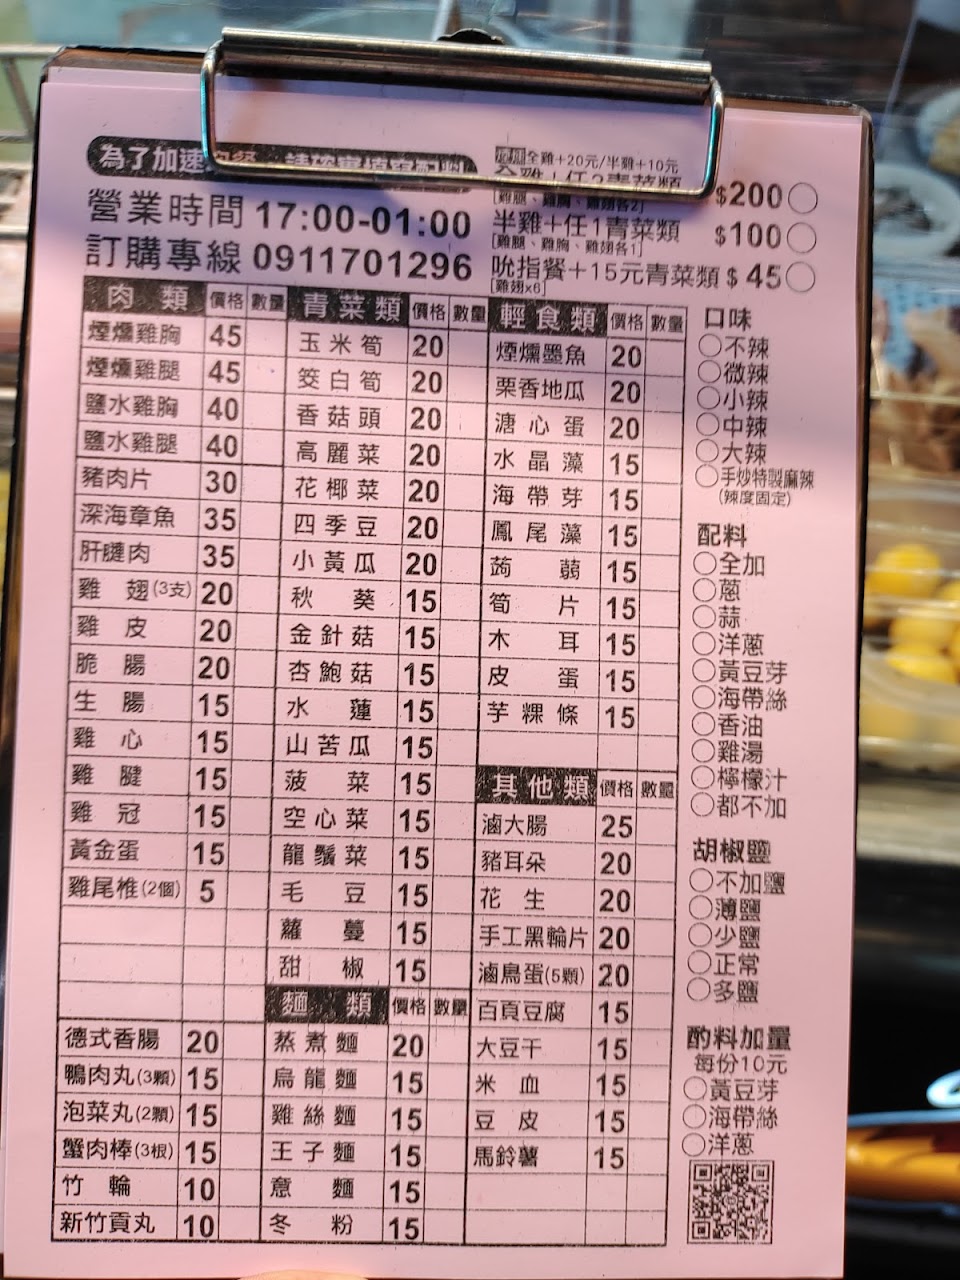 為了加速
煙燻全雞+20元/半雞+10元
全雞+任2青菜類 $200
[雞腿、雞胸、雞翅各2]
營業時間 17:00-01:00
半雞+任1青菜類 $100
[雞腿、雞胸、雞翅各1]
訂購專線 0911701296
吮指餐+15元青菜類 $ 45
[雞翅x6]
肉類 價格 數量
煙燻雞胸 45
煙燻雞腿 45
鹽水雞胸 40
鹽水雞腿 40
豬肉片 30
深海章魚 35
肝膶肉 35
雞翅(3支) 20
雞皮 20
脆腸 20
生腸 15
雞心 15
雞腱 15
雞冠 15
黃金蛋 15
雞尾椎(2個) 5
德式香腸 20
鴨肉丸(3顆) 15
泡菜丸(2顆) 15
蟹肉棒(3根) 15
竹輪 10
新竹貢丸 10
青菜類 價格 數量
玉米筍 20
筊白筍 20
香菇頭 20
高麗菜 20
花椰菜 20
四季豆 20
小黃瓜 20
秋葵 15
金針菇 15
杏鮑菇 15
水蓮 15
山苦瓜 15
菠菜 15
空心菜 15
龍鬚菜 15
毛豆 15
蘿蔓 15
甜椒 15
麵類 價格 數量
蒸煮麵 20
烏龍麵 15
雞絲麵 15
王子麵 15
意麵 15
冬粉 15
輕食類 價格 數量
煙燻墨魚 20
栗香地瓜 20
溏心蛋 20
水晶藻 15
海帶芽 15
鳳尾藻 15
蒟蒻 15
筍片 15
木耳 15
皮蛋 15
芋粿條 15
其他類 價格 數量
滷大腸 25
豬耳朵 20
花生 20
手工黑輪片 20
滷鳥蛋(5顆) 20
百頁豆腐 15
大豆干 15
米血 15
豆皮 15
馬鈴薯 15
口味
不辣
微辣
小辣
中辣
大辣
手炒特製麻辣
(辣度固定)
配料
全加
蔥
蒜
洋蔥
黃豆芽
海帶絲
香油
雞湯
檸檬汁
都不加
胡椒鹽
不加鹽
薄鹽
少鹽
正常
多鹽
酌料加量
每份10元
黃豆芽
海帶絲
洋蔥